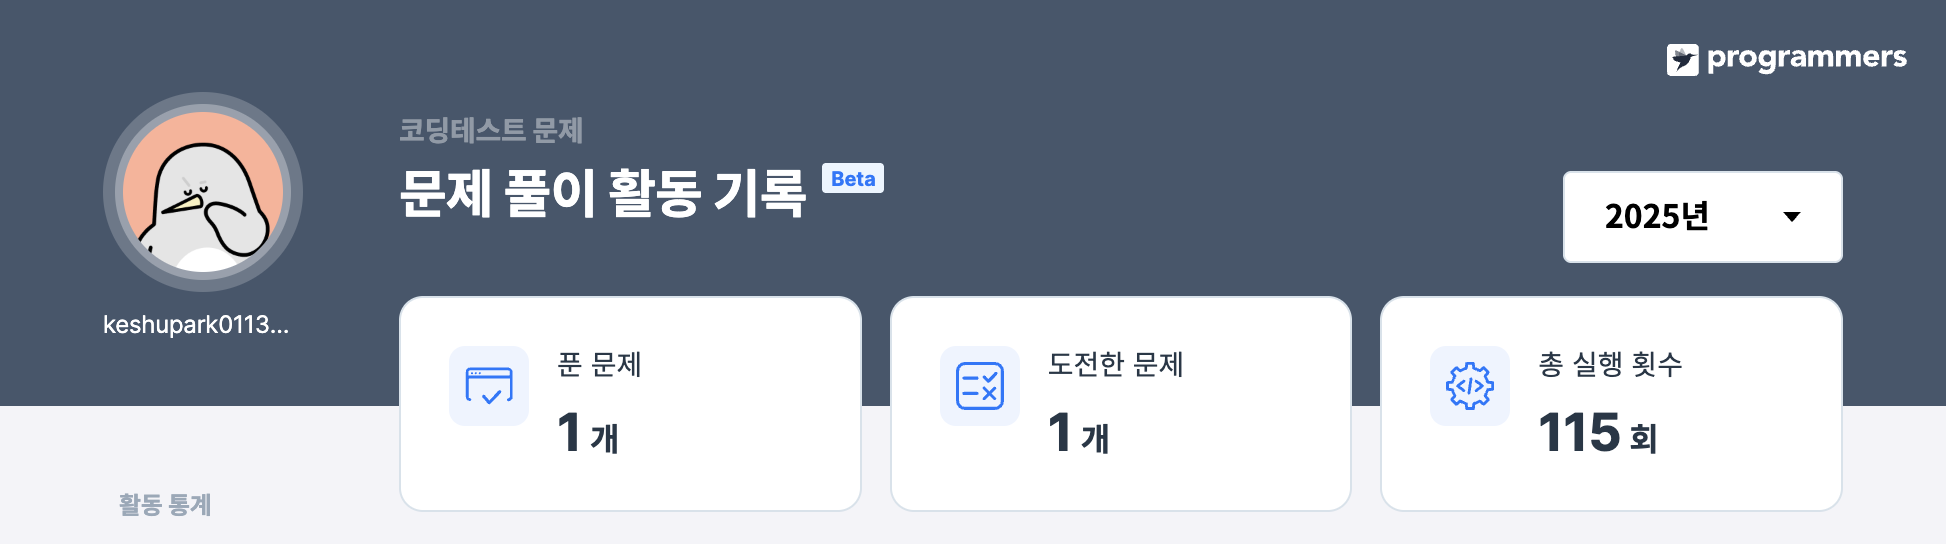 programmers
코딩테스트 문제
문제 풀이 활동 기록 Beta
2025년
keshupark0113...
푼 문제
1 개
도전한 문제
1 개
총 실행 횟수
115 회
활동 통계